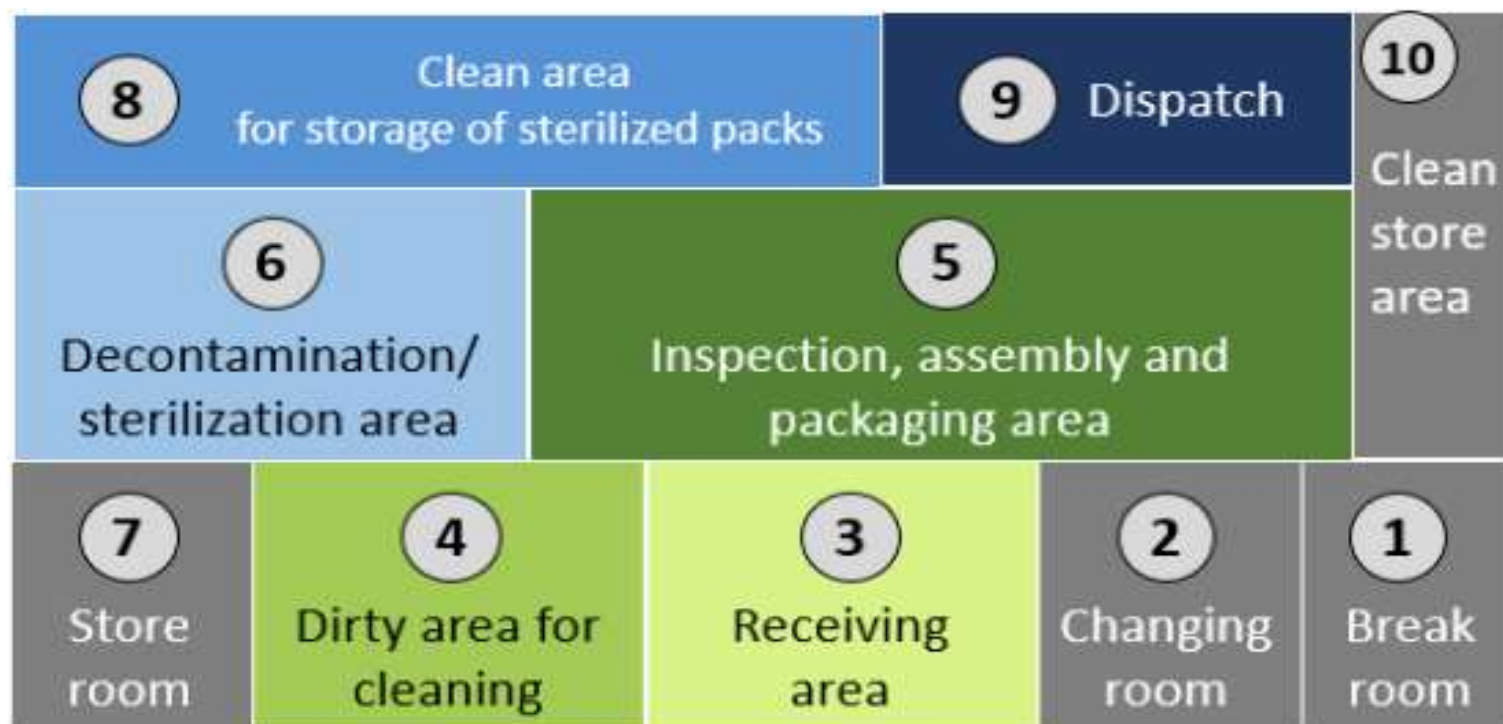 8
Clean area
for storage of sterilized packs
9
Dispatch
10
Clean
store
area
6
Decontamination/
sterilization area
5
Inspection, assembly and
packaging area
7
Store
room
4
Dirty area for
cleaning
3
Receiving
area
2
Changing
room
1
Break
room